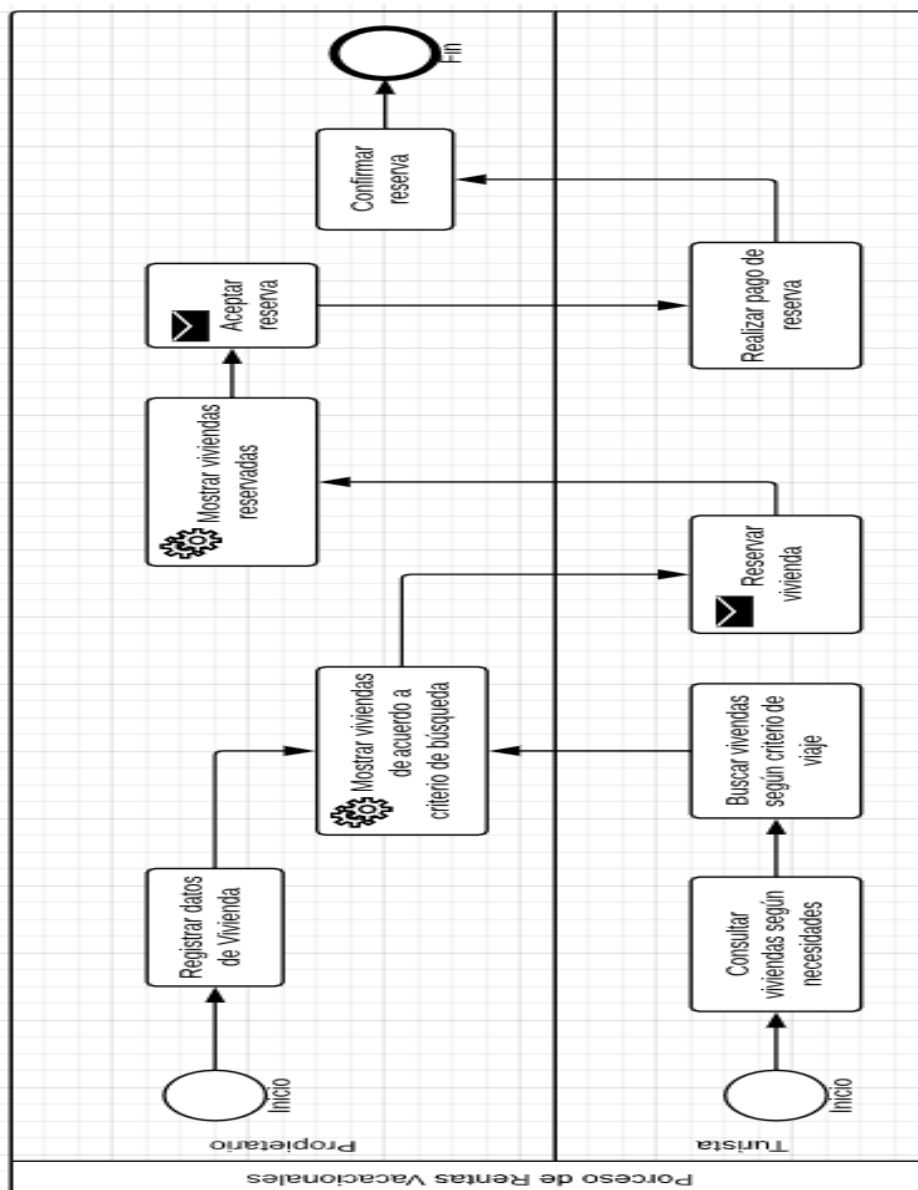 Porceso de Rentas Vacacionales
Propietario
Inicio
Registrar datos
de Vivienda
Mostrar viviendas
de acuerdo a
criterio de búsqueda
Mostrar viviendas
reservadas
Aceptar
reserva
Confirmar
reserva
Fin
Turista
Inicio
Consultar
viviendas según
necesidades
Buscar vivendas
según criterio de
viaje
Reservar
vivienda
Realizar pago de
reserva